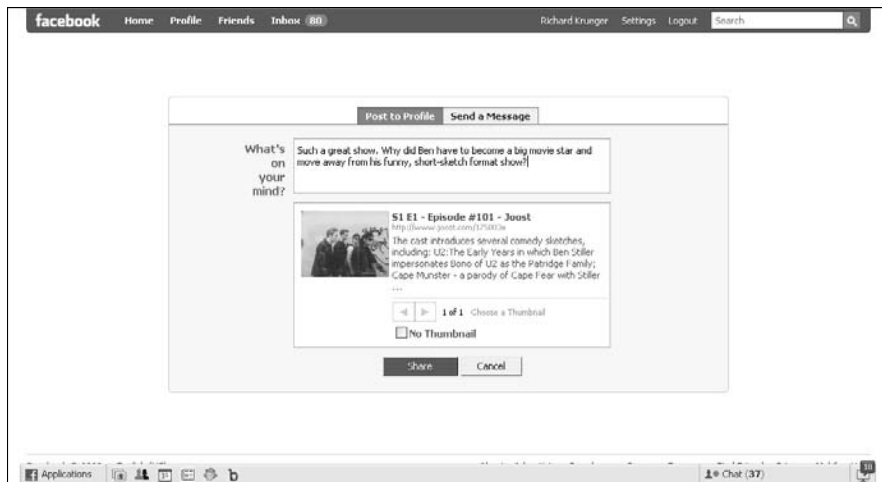 facebook Home Profile Friends Inbox 80 Richard Krueger Settings Logout Search
Post to Profile Send a Message
What's on your mind?
Such a great show. Why did Ben have to become a big movie star and
move away from his funny, short-sketch format show?
S1 E1 - Episode #101 - Joost
The cast introduces several comedy sketches,
including: U2:The Early Years in which Ben Stiller
impersonates Bono of U2 as the Patridge Family;
Cape Munster - a parody of Cape Fear with Stiller
...
1 of 1 Choose a Thumbnail
No Thumbnail
Share Cancel
Applications 31 Chat (37) 10